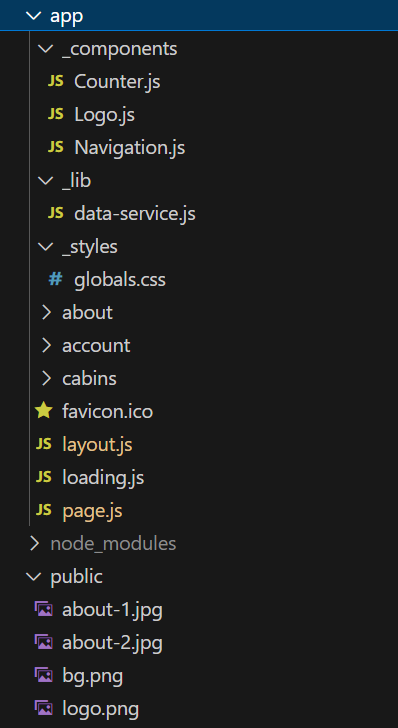 app
_components
JS Counter.js
JS Logo.js
JS Navigation.js
_lib
JS data-service.js
_styles
# globals.css
about
account
cabins
favicon.ico
JS layout.js
JS loading.js
JS page.js
node_modules
public
about-1.jpg
about-2.jpg
bg.png
logo.png